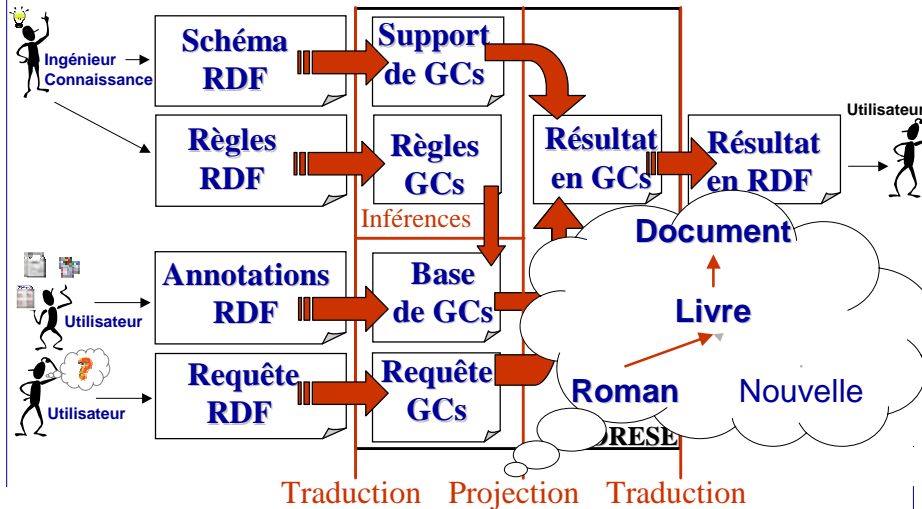 Ingénieur
Connaissance
Schéma
RDF
Support
de GCs
Utilisateur
Règles
RDF
Règles
GCs
Résultat
en GCs
Résultat
en RDF
Inférences
Document
Annotations
RDF
Base
de GCs
Livre
Utilisateur
Requête
RDF
Requête
GCs
Roman
Nouvelle
?
Utilisateur
ORESE
Traduction Projection Traduction